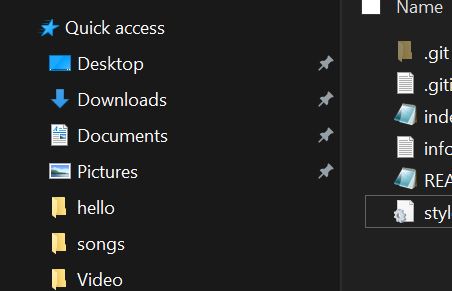 Quick access
Desktop
Downloads
Documents
Pictures
hello
songs
Video
Name
.git
.giti
inde
info
REA
styl